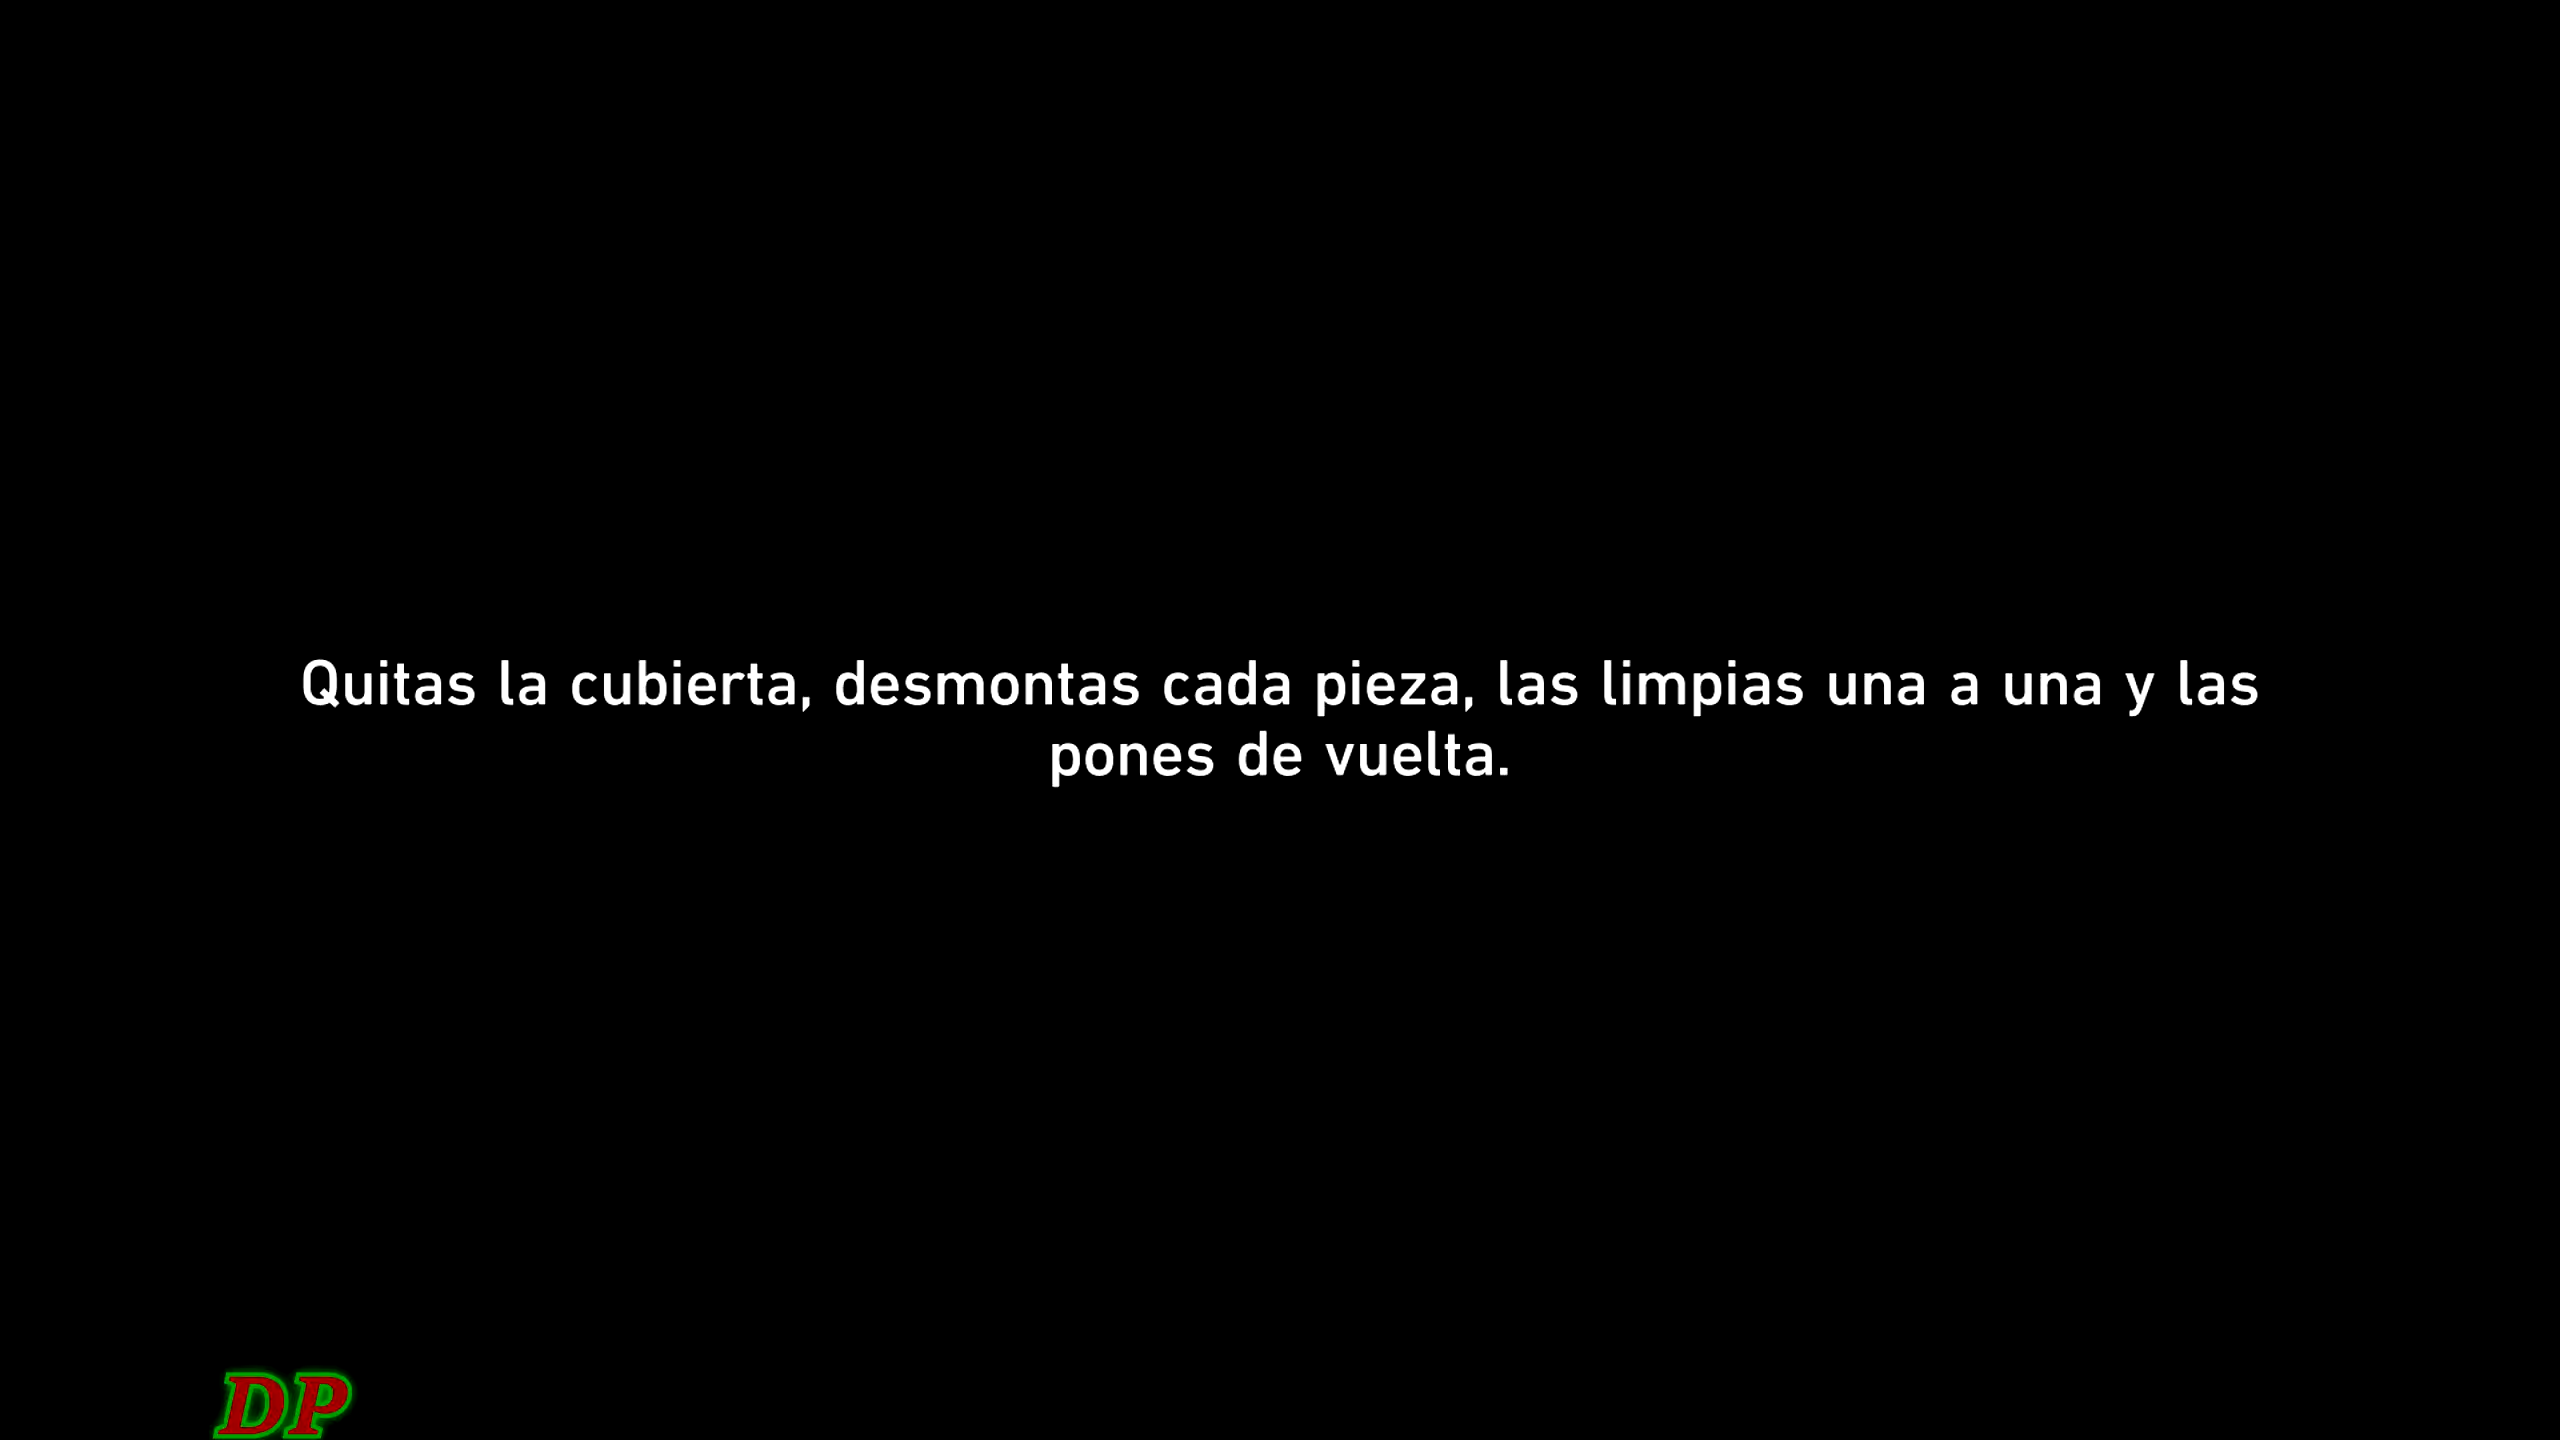 Quitas la cubierta, desmontas cada pieza, las limpias una a una y las
pones de vuelta.
DP